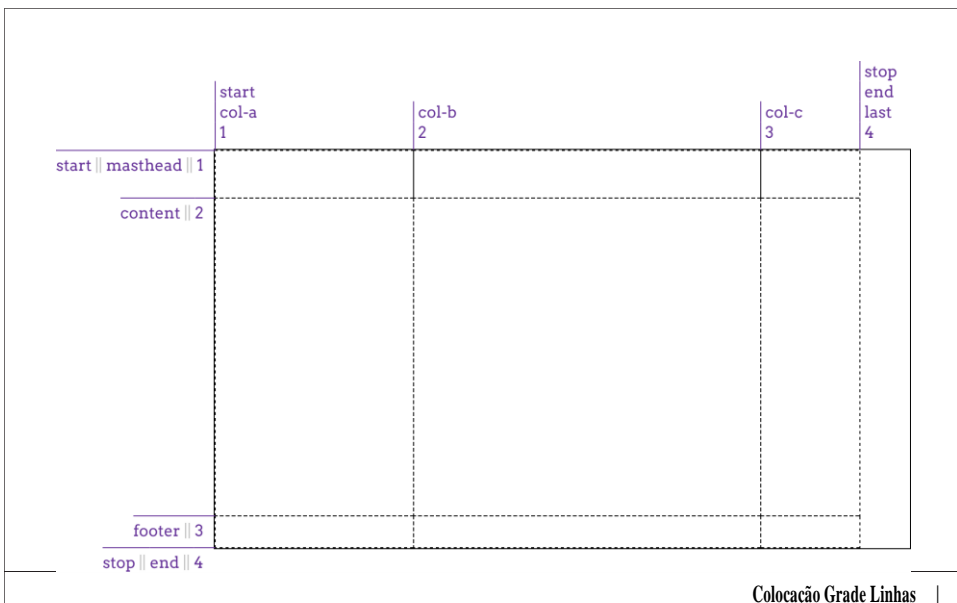 stop
start
end
col-a
col-b
col-c
last
1
2
3
4
start || masthead || 1
content || 2
footer || 3
stop || end || 4
Colocação Grade Linhas |